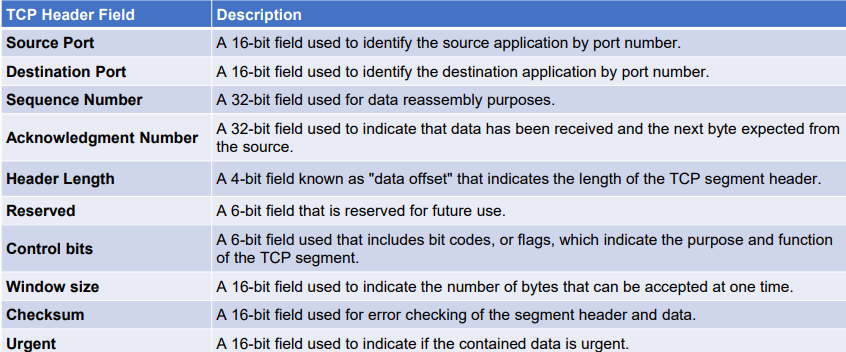 TCP Header Field Description
Source Port A 16-bit field used to identify the source application by port number.
Destination Port A 16-bit field used to identify the destination application by port number.
Sequence Number A 32-bit field used for data reassembly purposes.
Acknowledgment Number A 32-bit field used to indicate that data has been received and the next byte expected from
the source.
Header Length A 4-bit field known as "data offset" that indicates the length of the TCP segment header.
Reserved A 6-bit field that is reserved for future use.
Control bits A 6-bit field used that includes bit codes, or flags, which indicate the purpose and function
of the TCP segment.
Window size A 16-bit field used to indicate the number of bytes that can be accepted at one time.
Checksum A 16-bit field used for error checking of the segment header and data.
Urgent A 16-bit field used to indicate if the contained data is urgent.